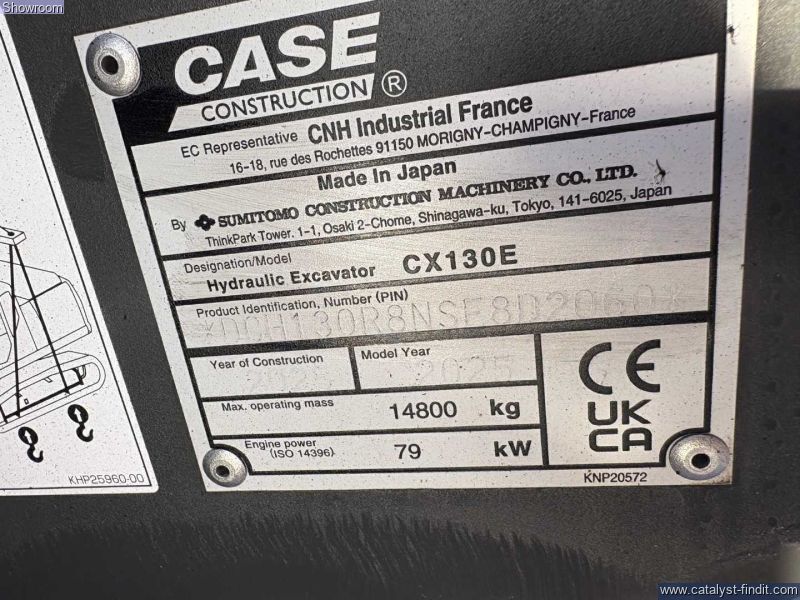 Showroom
CASE
CONSTRUCTION ®
EC Representative CNH Industrial France
16-18, rue des Rochettes 91150 MORIGNY-CHAMPIGNY-France
Made In Japan
By SUMITOMO CONSTRUCTION MACHINERY CO., LTD.
ThinkPark Tower. 1-1, Osaki 2-Chome, Shinagawa-ku, Tokyo, 141-6025, Japan
Designation/Model
Hydraulic Excavator CX130E
Product Identification, Number (PIN)
Year of Construction
Model Year
Max. operating mass 14800 kg
Engine power
(ISO 14396) 79 kW
CE
UK
CA
KNP20572
KHP25960-00
www.catalyst-findit.com